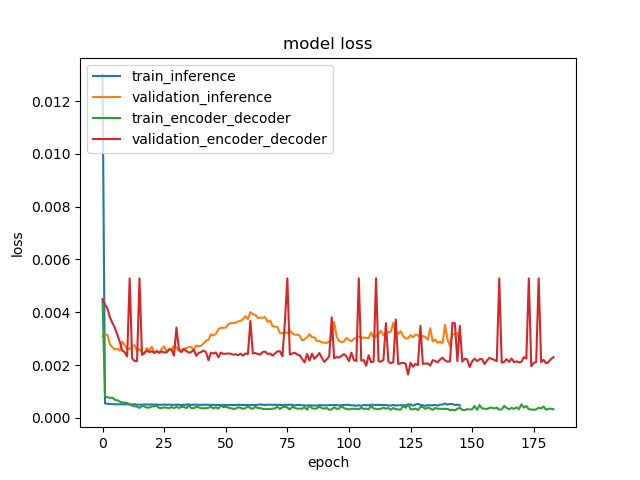 model loss
train_inference
validation_inference
train_encoder_decoder
validation_encoder_decoder
0.012
0.010
0.008
0.006
0.004
0.002
0.000
loss
0 25 50 75 100 125 150 175
epoch